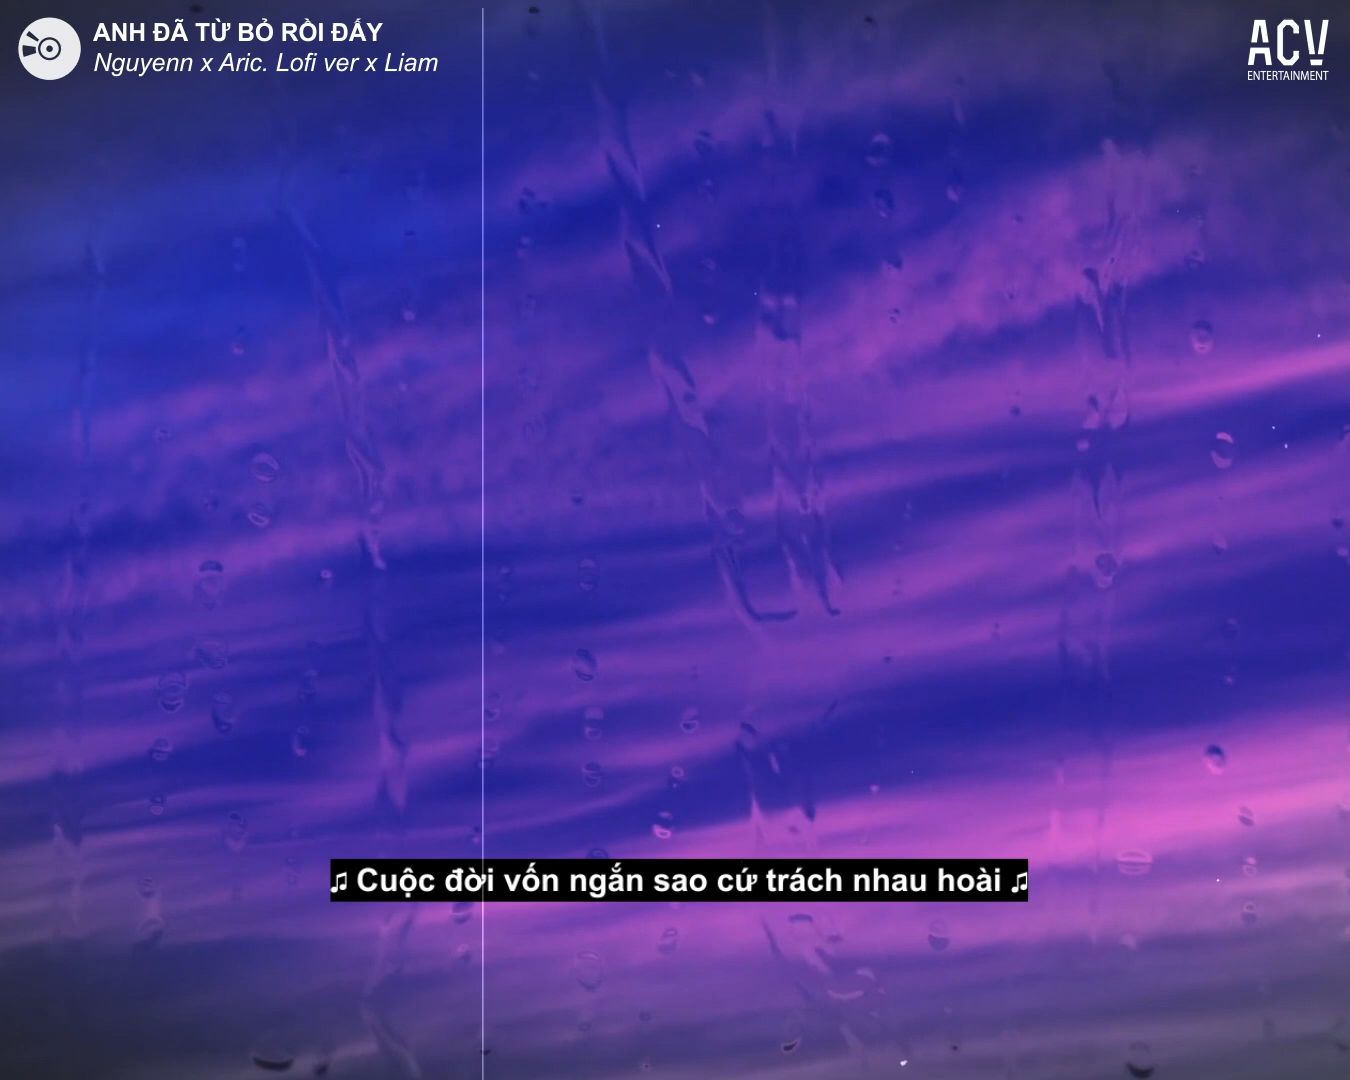 ANH ĐÃ TỪ BỎ RỒI ĐẤY
Nguyenn x Aric. Lofi ver x Liam
ACV
ENTERTAINMENT
♫ Cuộc đời vốn ngắn sao cứ trách nhau hoài ♫